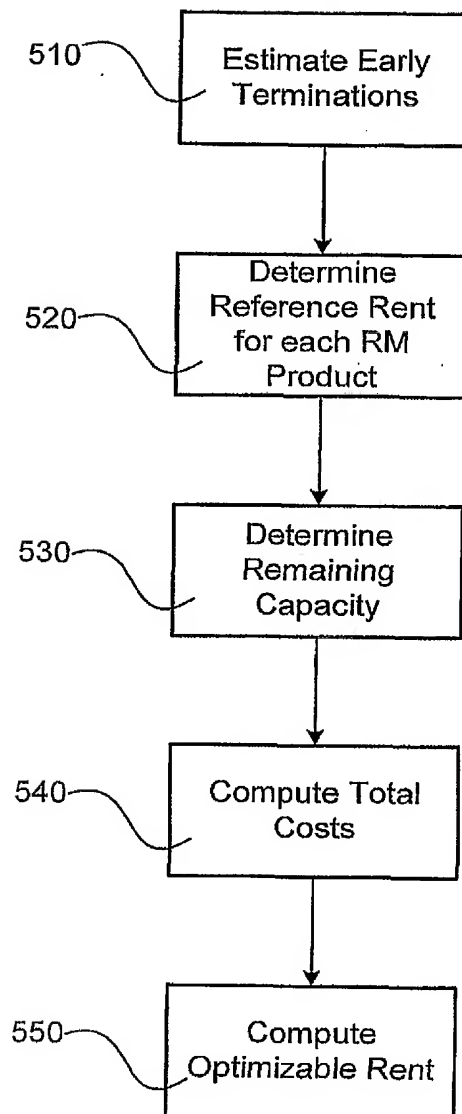 510
Estimate Early
Terminations
520
Determine
Reference Rent
for each RM
Product
530
Determine
Remaining
Capacity
540
Compute Total
Costs
550
Compute
Optimizable Rent